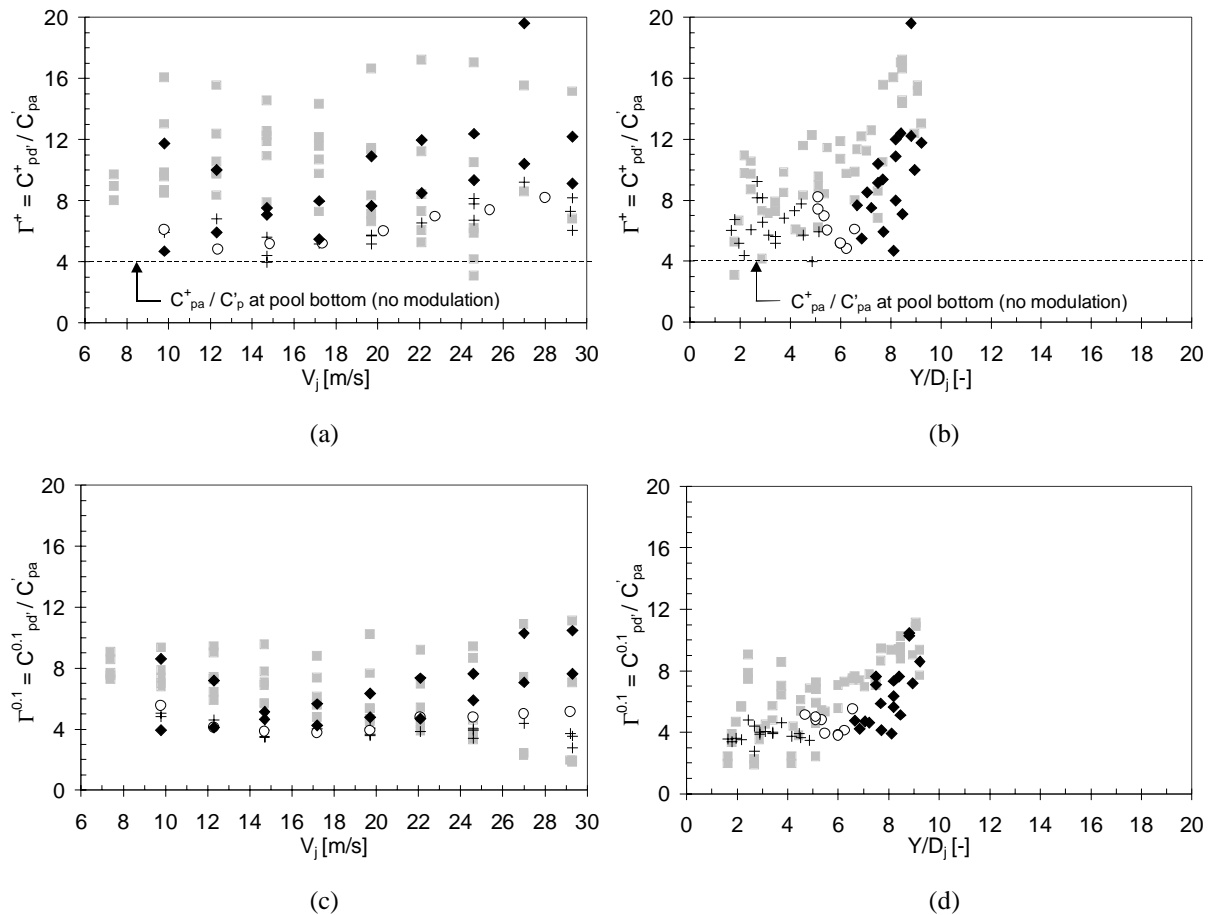 20
16
12
8
4
0
Γ⁺ = C⁺pd' / C'pa
C⁺pa / C'p at pool bottom (no modulation)
6 8 10 12 14 16 18 20 22 24 26 28 30
Vj [m/s]
(a)
20
16
12
8
4
0
Γ⁺ = C⁺pd' / C'pa
C⁺pa / C'pa at pool bottom (no modulation)
0 2 4 6 8 10 12 14 16 18 20
Y/Dj [-]
(b)
20
16
12
8
4
0
Γ⁰·¹ = C⁰·¹pd' / C'pa
6 8 10 12 14 16 18 20 22 24 26 28 30
Vj [m/s]
(c)
20
16
12
8
4
0
Γ⁰·¹ = C⁰·¹pd' / C'pa
0 2 4 6 8 10 12 14 16 18 20
Y/Dj [-]
(d)